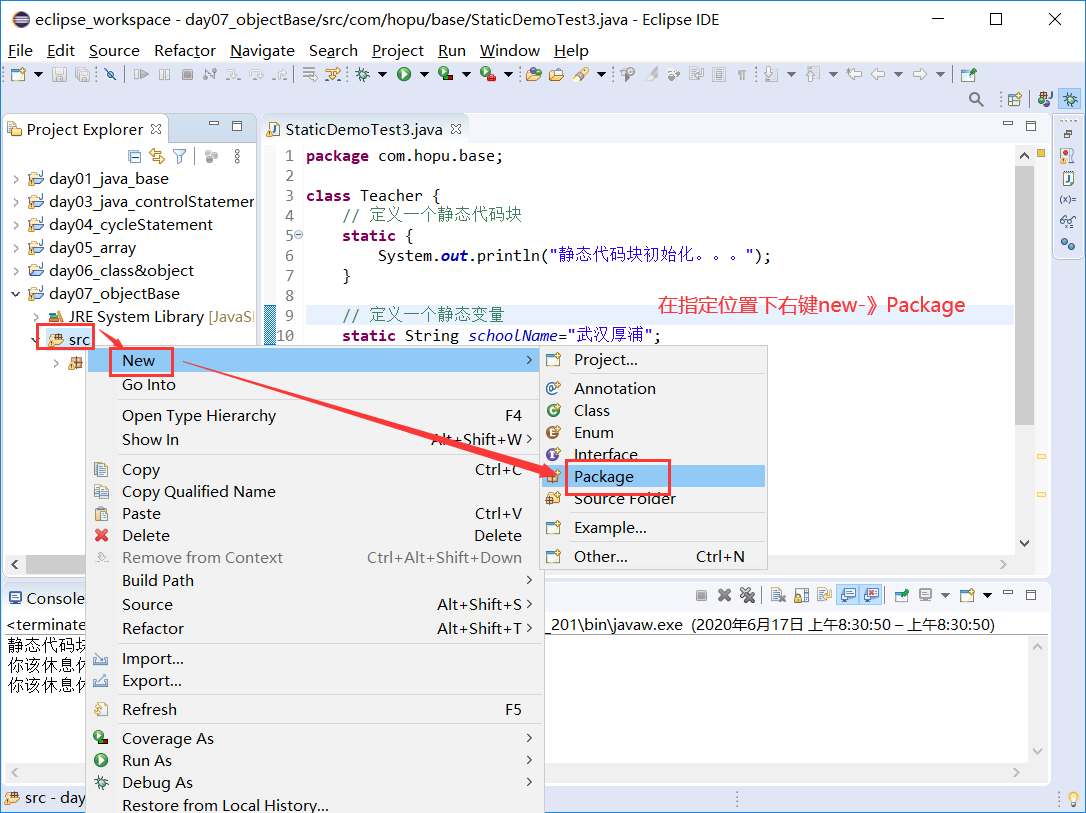 eclipse_workspace - day07_objectBase/src/com/hopu/base/StaticDemoTest3.java - Eclipse IDE
File Edit Source Refactor Navigate Search Project Run Window Help
Project Explorer
StaticDemoTest3.java
day01_java_base
day03_java_controlStatemer
day04_cycleStatement
day05_array
day06_class&object
day07_objectBase
JRE System Library [JavaS
src
1 package com.hopu.base;
2
3 class Teacher {
4 // 定义一个静态代码块
5 static {
6 System.out.println("静态代码块初始化。。。");
7 }
8
9 // 定义一个静态变量
10 static String schoolName="武汉厚浦";
在指定位置下右键new-》Package
New
Go Into
Open Type Hierarchy F4
Show In Alt+Shift+W
Copy Ctrl+C
Copy Qualified Name
Paste Ctrl+V
Delete Delete
Remove from Context Ctrl+Alt+Shift+Down
Build Path
Source Alt+Shift+S
Refactor Alt+Shift+T
Import...
Export...
Refresh F5
Coverage As
Run As
Debug As
Restore from Local History...
Project...
Annotation
Class
Enum
Interface
Package
Source Folder
Example...
Other... Ctrl+N
Console
<terminate
_201\bin\javaw.exe (2020年6月17日 上午8:30:50 – 上午8:30:50)
静态代码块
你该休息
你该休息
src - day